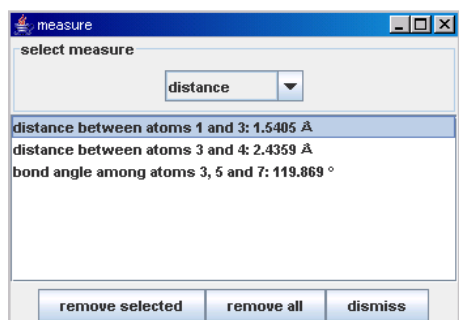 measure
select measure
distance
distance between atoms 1 and 3: 1.5405 Å
distance between atoms 3 and 4: 2.4359 Å
bond angle among atoms 3, 5 and 7: 119.869 °
remove selected remove all dismiss